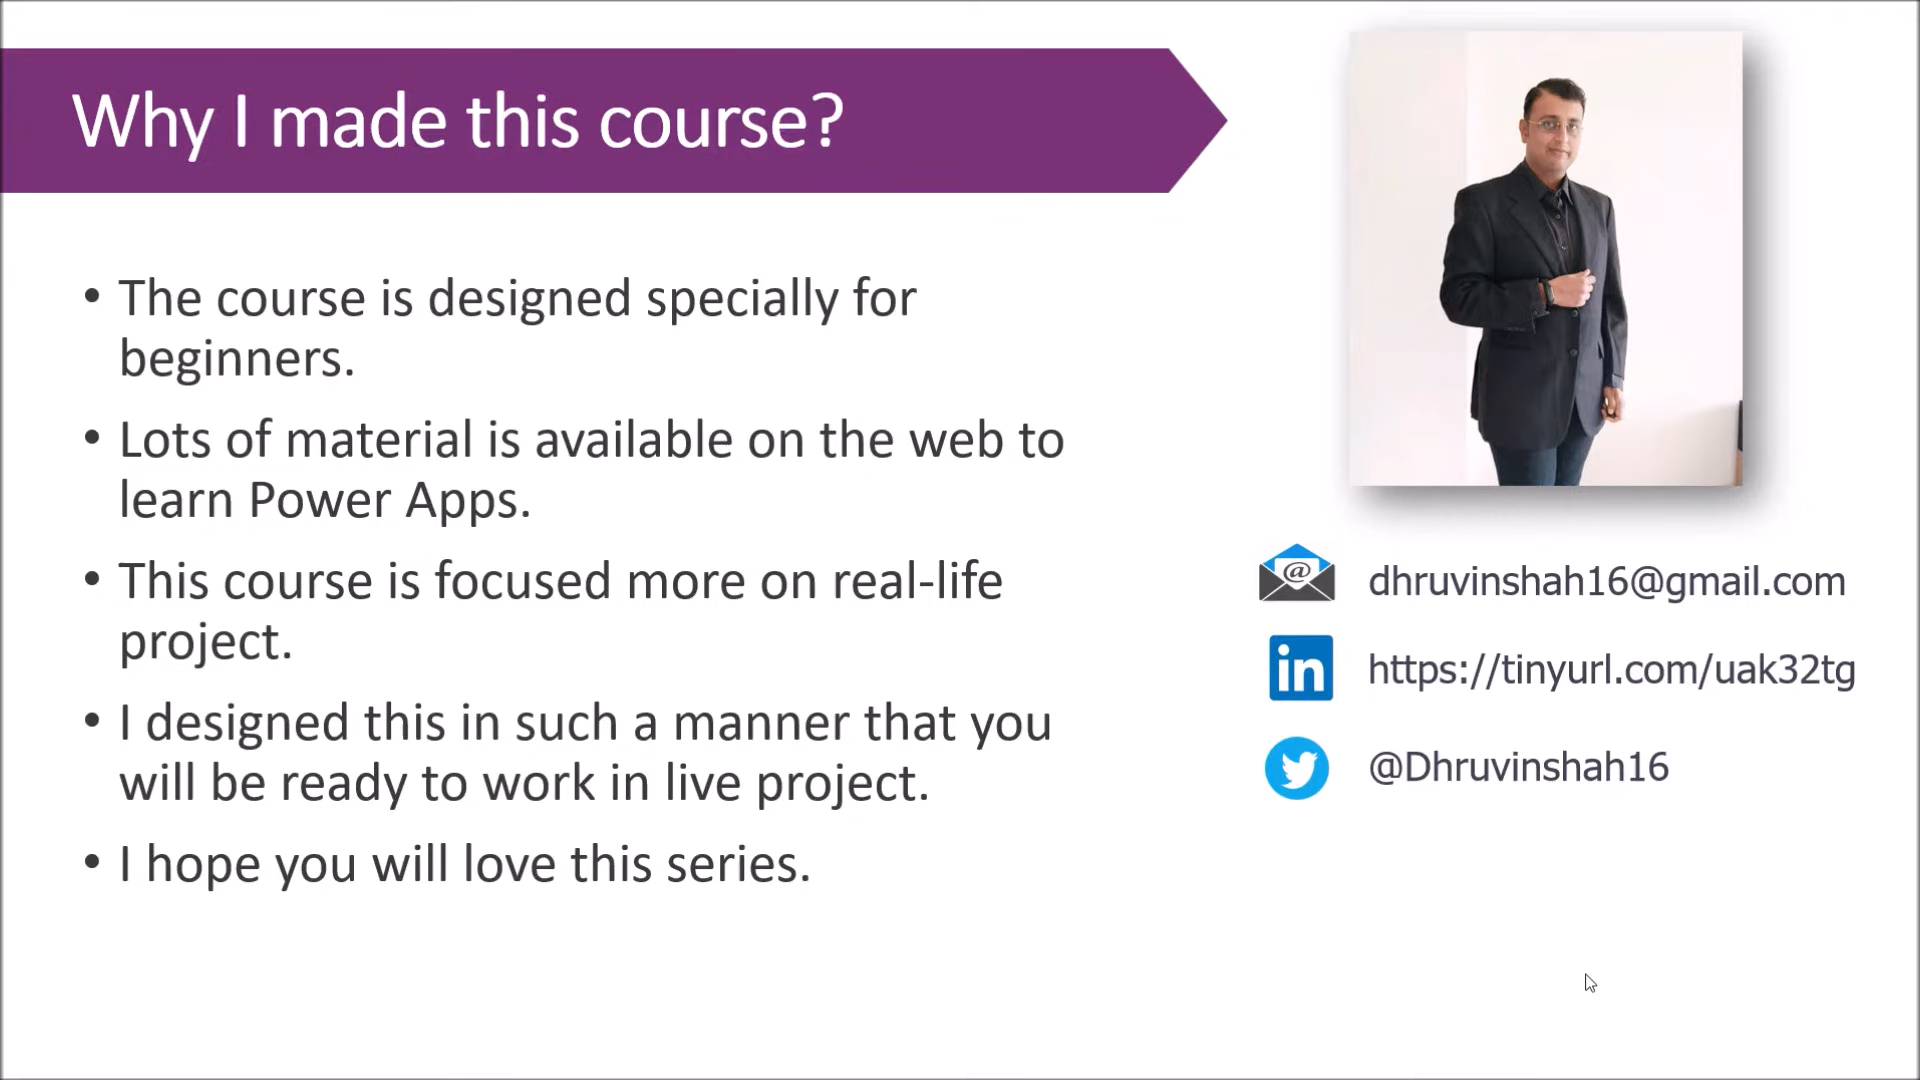 Why I made this course?
• The course is designed specially for
beginners.
• Lots of material is available on the web to
learn Power Apps.
• This course is focused more on real-life
project.
• I designed this in such a manner that you
will be ready to work in live project.
• I hope you will love this series.
@
dhruvinshah16@gmail.com
in
https://tinyurl.com/uak32tg
@Dhruvinshah16